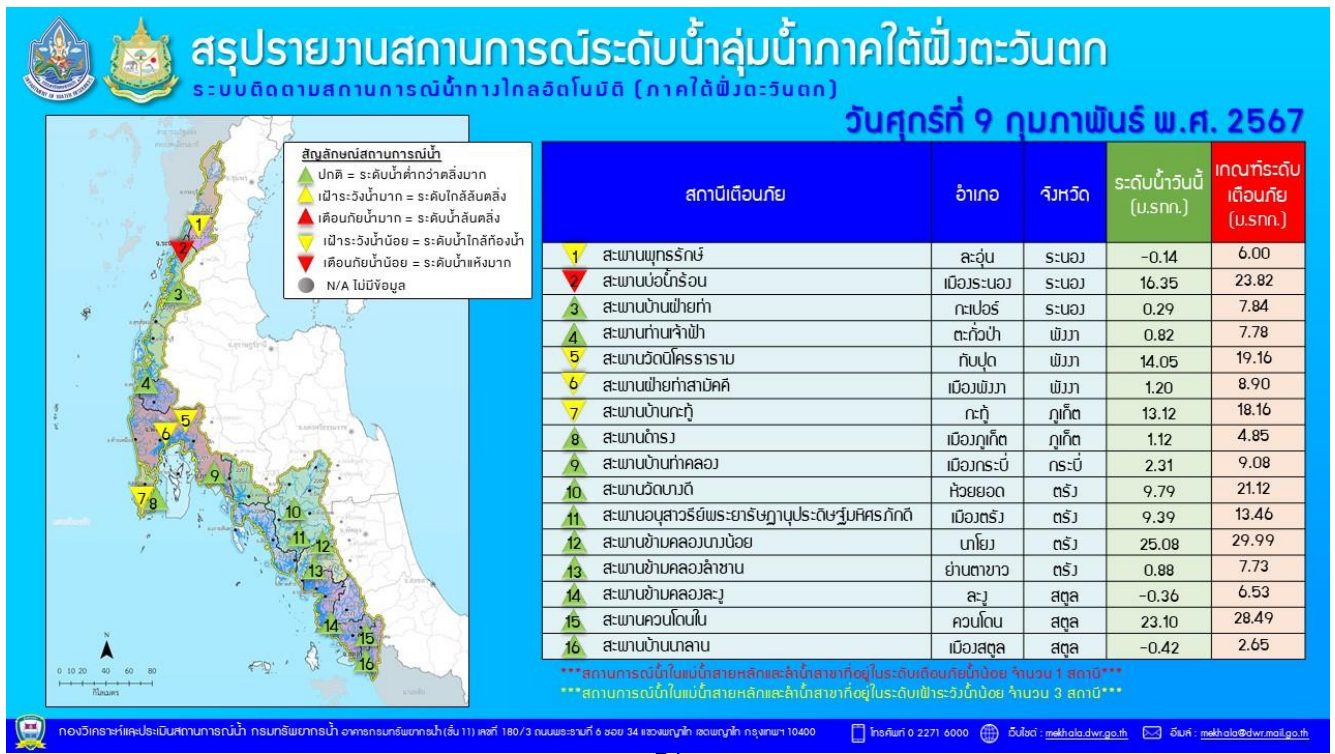 สรุปรายงานสถานการณ์ระดับน้ำลุ่มน้ำภาคใต้ฝั่งตะวันตก
ระบบติดตามสถานการณ์น้ำทางไกลอัตโนมัติ (ภาคใต้ฝั่งตะวันตก)
วันศุกร์ที่ 9 กุมภาพันธ์ พ.ศ. 2567
สัญลักษณ์สถานการณ์น้ำ
ปกติ = ระดับน้ำต่ำกว่าตลิ่งมาก
เฝ้าระวังน้ำมาก = ระดับใกล้ล้นตลิ่ง
เตือนภัยน้ำมาก = ระดับน้ำล้นตลิ่ง
เฝ้าระวังน้ำน้อย = ระดับน้ำใกล้ท้องน้ำ
เตือนภัยน้ำน้อย = ระดับน้ำแห้งมาก
N/A ไม่มีข้อมูล
1
2
3
4
5
6
7
8
9
10
11
12
13
14
15
16
N
0 10 20 40 60 80
กิโลเมตร
สถานีเตือนภัย อำเภอ จังหวัด ระดับน้ำวันนี้ (ม.รทก.) เกณฑ์ระดับเตือนภัย (ม.รทก.)
1 สะพานพุทธรักษ์ ละอุ่น ระนอง -0.14 6.00
2 สะพานบ่อน้ำร้อน เมืองระนอง ระนอง 16.35 23.82
3 สะพานบ้านฝ่ายท่า กะเปอร์ ระนอง 0.29 7.84
4 สะพานท่านเจ้าฟ้า ตะกั่วป่า พังงา 0.82 7.78
5 สะพานวัดนิโครธาราม ทับปุด พังงา 14.05 19.16
6 สะพานฝ่ายท่าสามัคคี เมืองพังงา พังงา 1.20 8.90
7 สะพานบ้านกะทู้ กะทู้ ภูเก็ต 13.12 18.16
8 สะพานดำรง เมืองภูเก็ต ภูเก็ต 1.12 4.85
9 สะพานบ้านท่าคลอง เมืองกระบี่ กระบี่ 2.31 9.08
10 สะพานวัดบางดี ห้วยยอด ตรัง 9.79 21.12
11 สะพานอนุสาวรีย์พระยารัษฎานุประดิษฐ์มหิศรภักดี เมืองตรัง ตรัง 9.39 13.46
12 สะพานข้ามคลองนางน้อย นาโยง ตรัง 25.08 29.99
13 สะพานข้ามคลองลำชาน ย่านตาขาว ตรัง 0.88 7.73
14 สะพานข้ามคลองละงู ละงู สตูล -0.36 6.53
15 สะพานควนโดนใน ควนโดน สตูล 23.10 28.49
16 สะพานบ้านนาลาน เมืองสตูล สตูล -0.42 2.65
***สถานการณ์น้ำในแม่น้ำสายหลักและลำน้ำสาขาที่อยู่ในระดับเตือนภัยน้ำน้อย จำนวน 1 สถานี***
***สถานการณ์น้ำในแม่น้ำสายหลักและลำน้ำสาขาที่อยู่ในระดับเฝ้าระวังน้ำน้อย จำนวน 3 สถานี***
กองวิเคราะห์และประเมินสถานการณ์น้ำ กรมทรัพยากรน้ำ อาคารกรมทรัพยากรน้ำ (ชั้น 11) เลขที่ 180/3 ถนนพระรามที่ 6 ซอย 34 แขวงพญาไท เขตพญาไท กรุงเทพฯ 10400 โทรศัพท์ 0 2271 6000 เว็บไซต์ : mekhala.dwr.go.th อีเมล์ : mekhala@dwr.mail.go.th